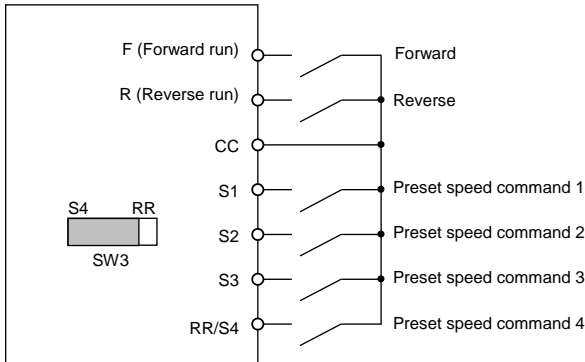 F (Forward run) Forward
R (Reverse run) Reverse
CC
S1 Preset speed command 1
S4 RR
SW3
S2 Preset speed command 2
S3 Preset speed command 3
RR/S4 Preset speed command 4